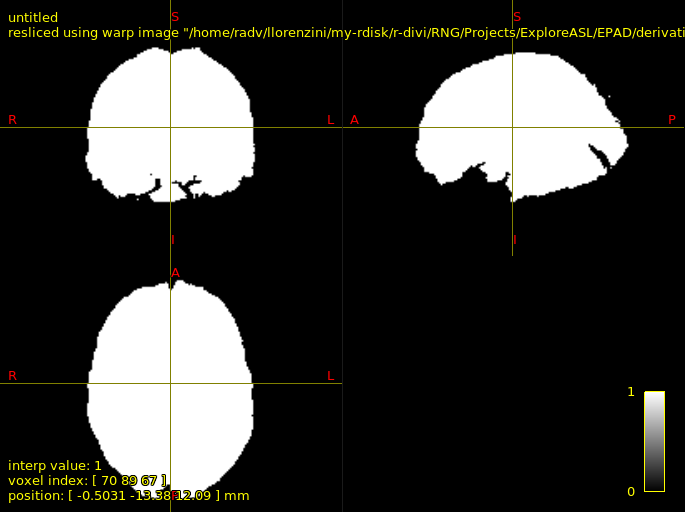 untitled
resliced using warp image "/home/radv/llorenzini/my-rdisk/r-divi/RNG/Projects/ExploreASL/EPAD/derivati
S
S
R
L
A
P
I
I
A
R
L
1
interp value: 1
voxel index: [ 70 89 67 ]
0
position: [ -0.5031 -13.38 12.09 ] mm
P